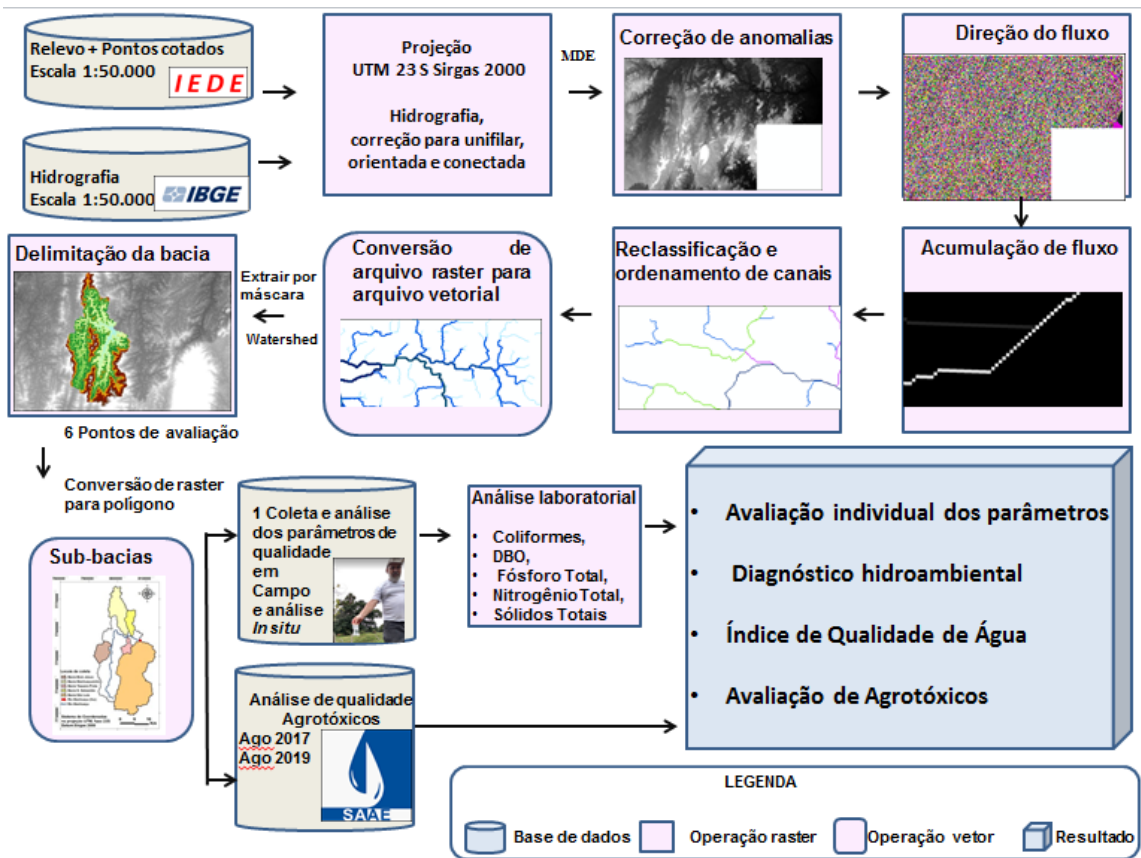 Relevo + Pontos cotados
Escala 1:50.000
IEDE
Hidrografia
Escala 1:50.000
IBGE
Projeção
UTM 23 S Sirgas 2000
Hidrografia,
correção para unifilar,
orientada e conectada
MDE
Correção de anomalias
Direção do fluxo
Acumulação de fluxo
Reclassificação e
ordenamento de canais
Conversão de
arquivo raster para
arquivo vetorial
Extrair por
máscara
Watershed
Delimitação da bacia
6 Pontos de avaliação
Conversão de raster
para polígono
Sub-bacias
1 Coleta e análise
dos parâmetros de
qualidade
em
Campo
e análise
In situ
Análise laboratorial
• Coliformes,
• DBO,
• Fósforo Total,
• Nitrogênio Total,
• Sólidos Totais
Análise de qualidade
Agrotóxicos
Ago 2017
Ago 2019
SAAE
• Avaliação individual dos parâmetros
• Diagnóstico hidroambiental
• Índice de Qualidade de Água
• Avaliação de Agrotóxicos
LEGENDA
Base de dados
Operação raster
Operação vetor
Resultado